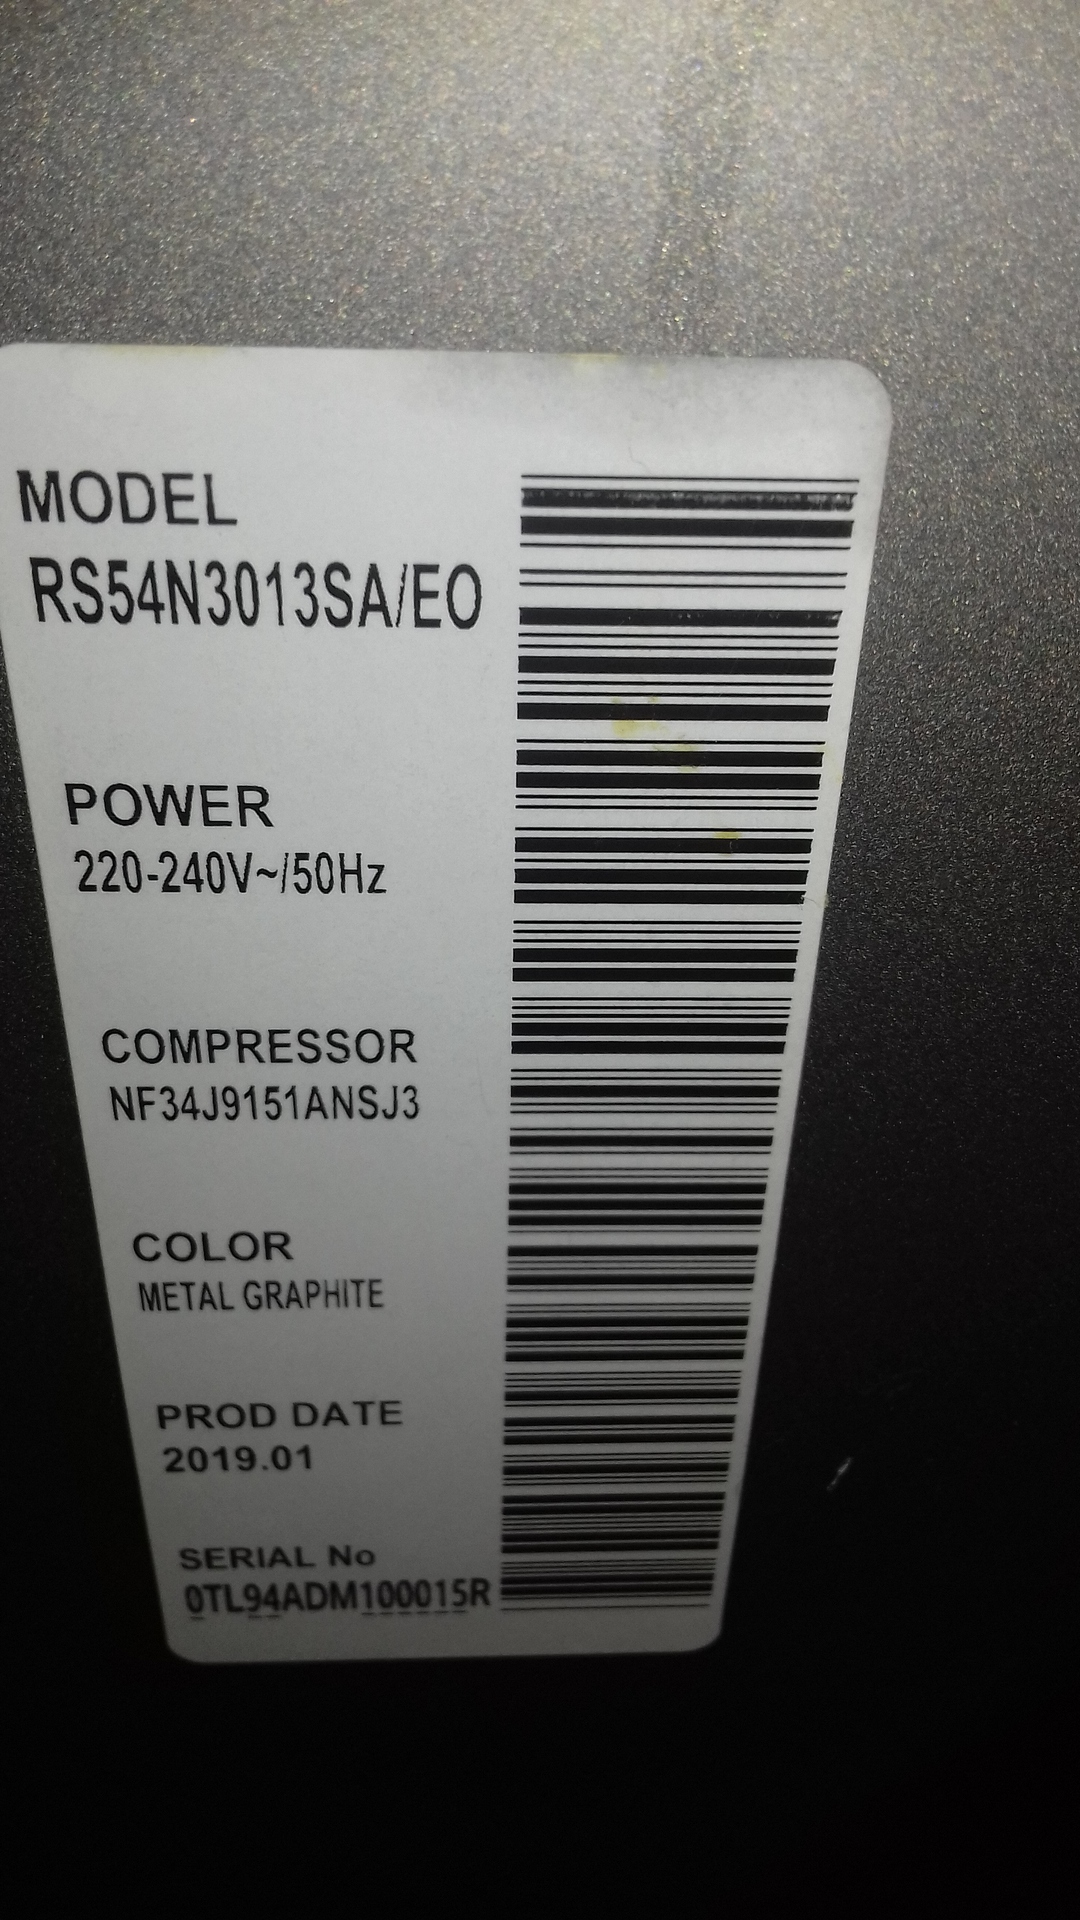 MODEL
RS54N3013SA/EO
POWER
220-240V~/50Hz
COMPRESSOR
NF34J9151ANSJ3
COLOR
METAL GRAPHITE
PROD DATE
2019.01
SERIAL No
0TL94ADM100015R